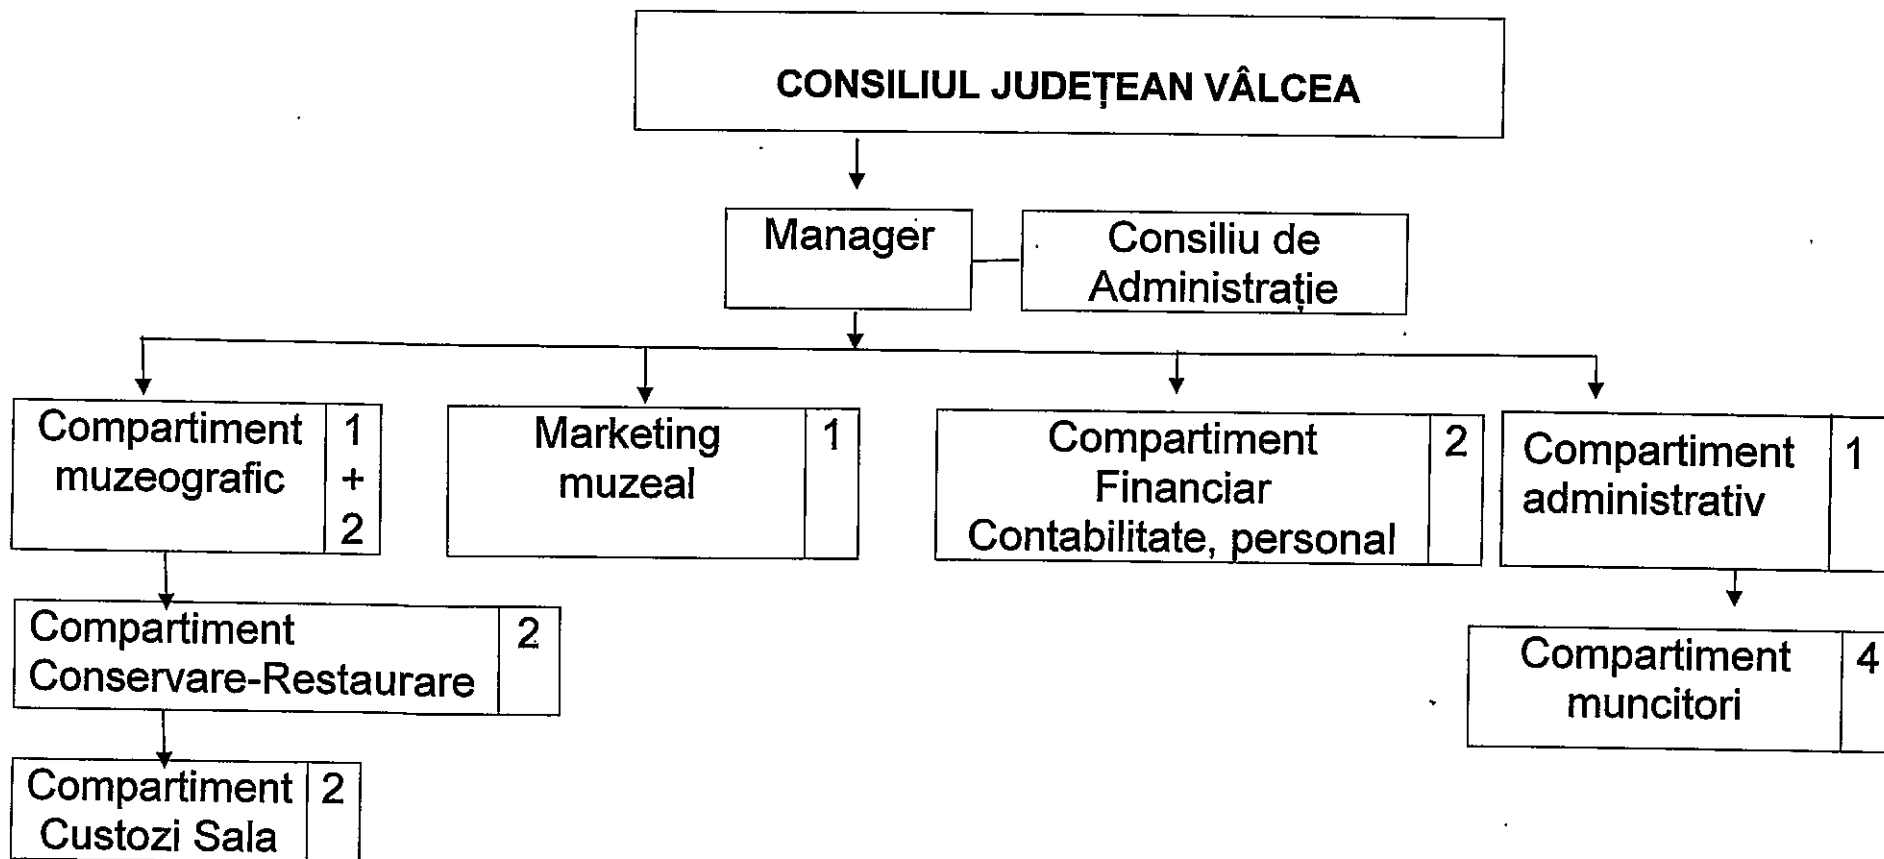 CONSILIUL JUDEȚEAN VÂLCEA
Manager
Consiliu de
Administrație
Compartiment
muzeografic
1
+
2
Marketing
muzeal
1
Compartiment
Financiar
Contabilitate, personal
2
Compartiment
administrativ
1
Compartiment
Conservare-Restaurare
2
Compartiment
muncitori
4
Compartiment
Custozi Sala
2